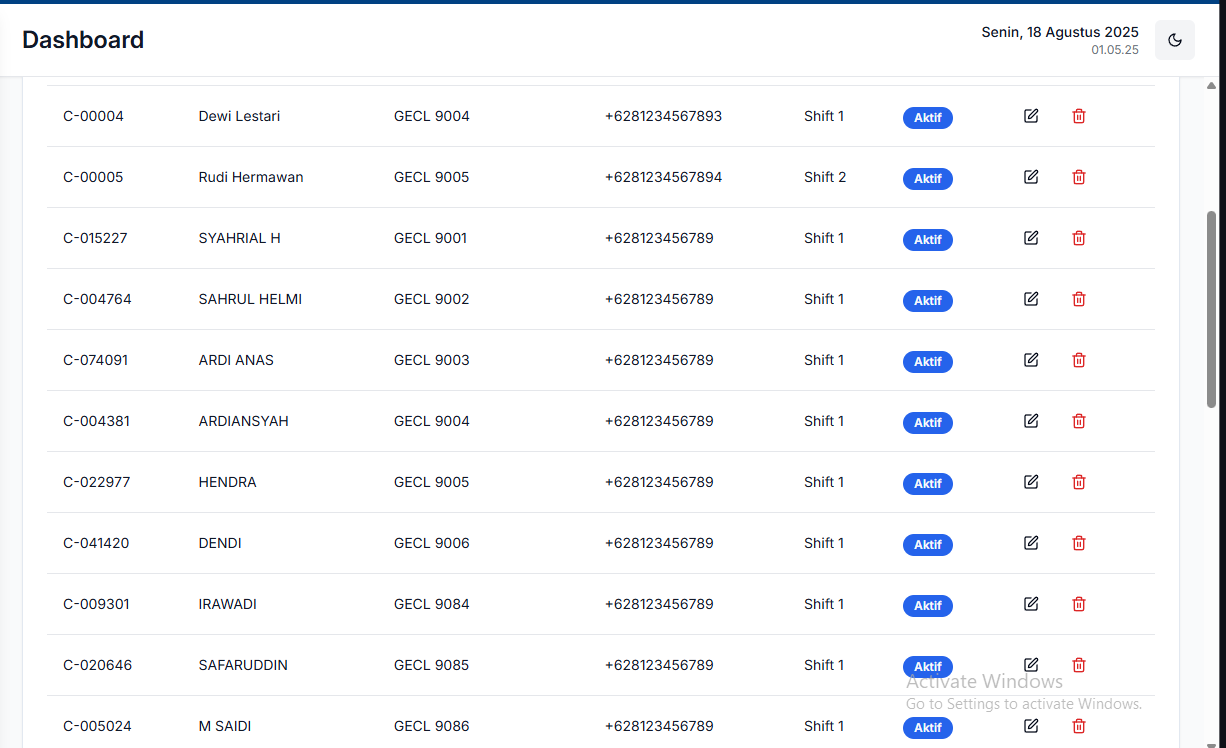 Dashboard
Senin, 18 Agustus 2025
01.05.25
C-00004 Dewi Lestari GECL 9004 +6281234567893 Shift 1 Aktif
C-00005 Rudi Hermawan GECL 9005 +6281234567894 Shift 2 Aktif
C-015227 SYAHRIAL H GECL 9001 +628123456789 Shift 1 Aktif
C-004764 SAHRUL HELMI GECL 9002 +628123456789 Shift 1 Aktif
C-074091 ARDI ANAS GECL 9003 +628123456789 Shift 1 Aktif
C-004381 ARDIANSYAH GECL 9004 +628123456789 Shift 1 Aktif
C-022977 HENDRA GECL 9005 +628123456789 Shift 1 Aktif
C-041420 DENDI GECL 9006 +628123456789 Shift 1 Aktif
C-009301 IRAWADI GECL 9084 +628123456789 Shift 1 Aktif
C-020646 SAFARUDDIN GECL 9085 +628123456789 Shift 1 Aktif
Activate Windows
Go to Settings to activate Windows.
C-005024 M SAIDI GECL 9086 +628123456789 Shift 1 Aktif